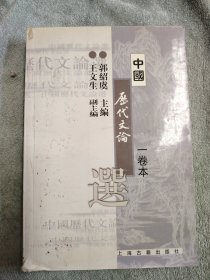 中國
歷代文論
選
一卷本
郭紹虞 主編
王文生 副主編
上海古籍出版社